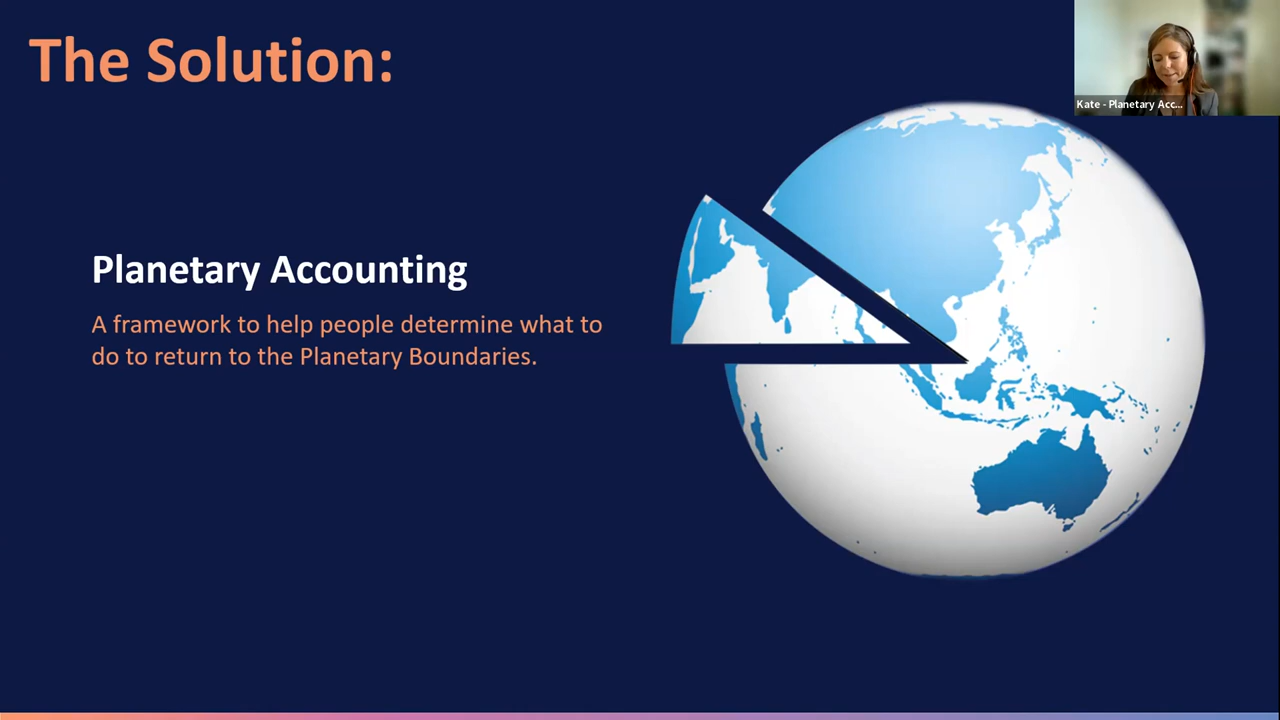 The Solution:
Kate - Planetary Acc...
Planetary Accounting
A framework to help people determine what to
do to return to the Planetary Boundaries.